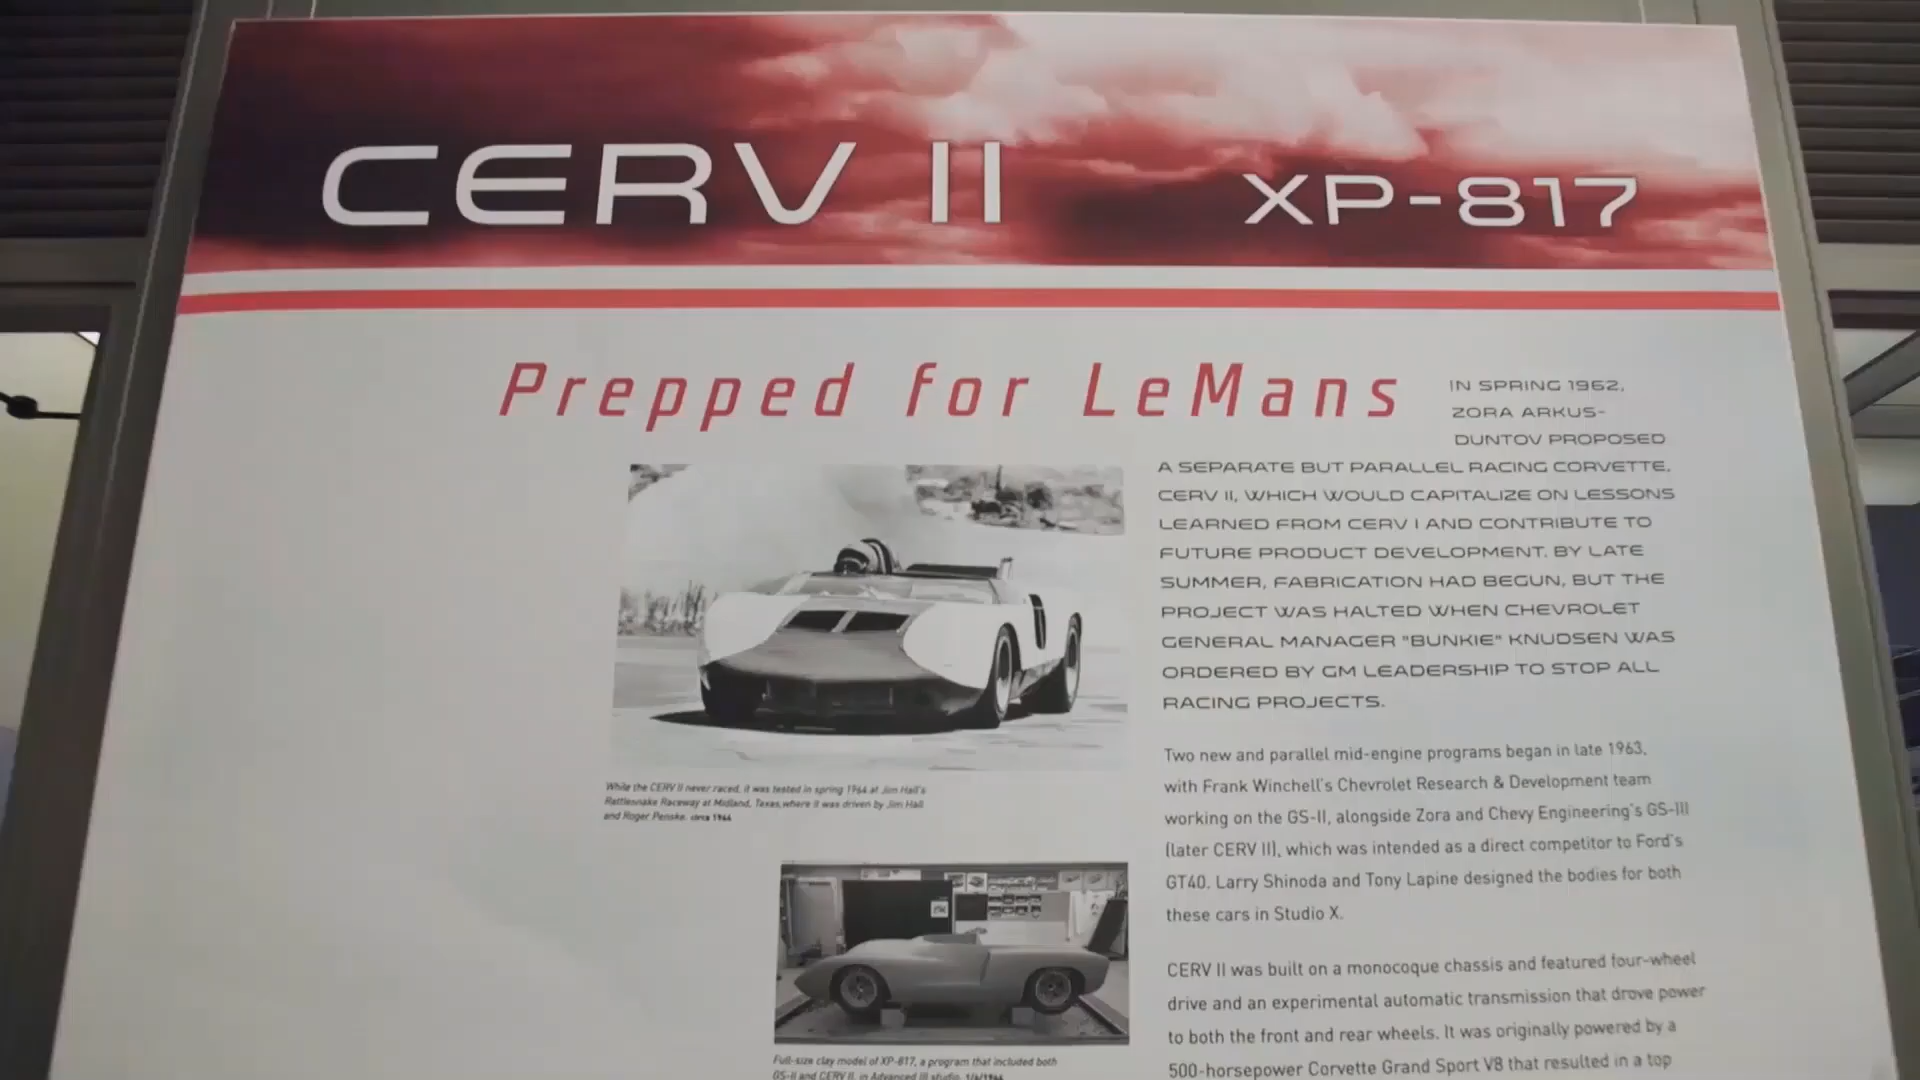 CERV II XP-817
Prepped for LeMans
IN SPRING 1962,
ZORA ARKUS-
DUNTOV PROPOSED
A SEPARATE BUT PARALLEL RACING CORVETTE,
CERV II, WHICH WOULD CAPITALIZE ON LESSONS
LEARNED FROM CERV I AND CONTRIBUTE TO
FUTURE PRODUCT DEVELOPMENT. BY LATE
SUMMER, FABRICATION HAD BEGUN, BUT THE
PROJECT WAS HALTED WHEN CHEVROLET
GENERAL MANAGER "BUNKIE" KNUDSEN WAS
ORDERED BY GM LEADERSHIP TO STOP ALL
RACING PROJECTS.
Two new and parallel mid-engine programs began in late 1963,
with Frank Winchell's Chevrolet Research & Development team
working on the GS-II, alongside Zora and Chevy Engineering's GS-III
(later CERV II), which was intended as a direct competitor to Ford's
GT40. Larry Shinoda and Tony Lapine designed the bodies for both
these cars in Studio X.
CERV II was built on a monocoque chassis and featured four-wheel
drive and an experimental automatic transmission that drove power
to both the front and rear wheels. It was originally powered by a
500-horsepower Corvette Grand Sport V8 that resulted in a top
While the CERV II never raced, it was tested in spring 1964 at Jim Hall's
Rattlesnake Raceway at Midland, Texas, where it was driven by Jim Hall
and Roger Penske. circa 1964
Full-size clay model of XP-817, a program that included both
GS-II and CERV II, in Advanced III studio.